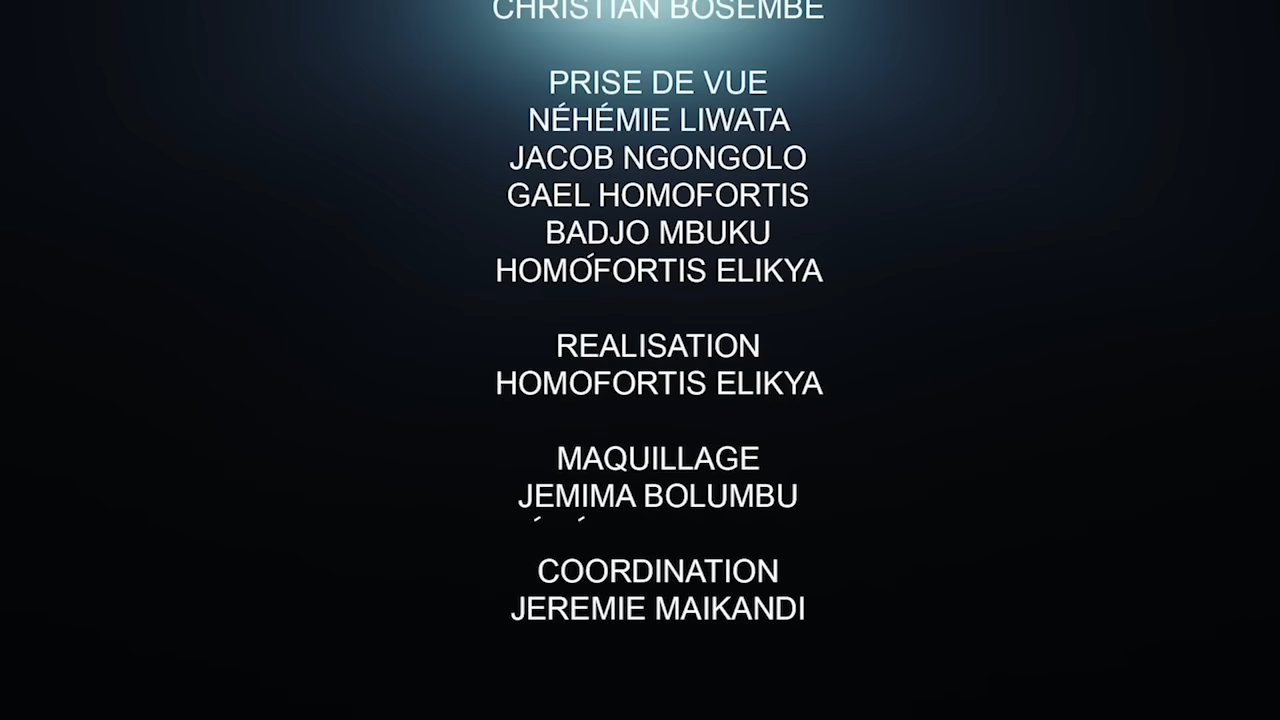 CHRISTIAN BOSEMBE
PRISE DE VUE
NÉHÉMIE LIWATA
JACOB NGONGOLO
GAEL HOMOFORTIS
BADJO MBUKU
HOMOFORTIS ELIKYA
REALISATION
HOMOFORTIS ELIKYA
MAQUILLAGE
JEMIMA BOLUMBU
COORDINATION
JEREMIE MAIKANDI